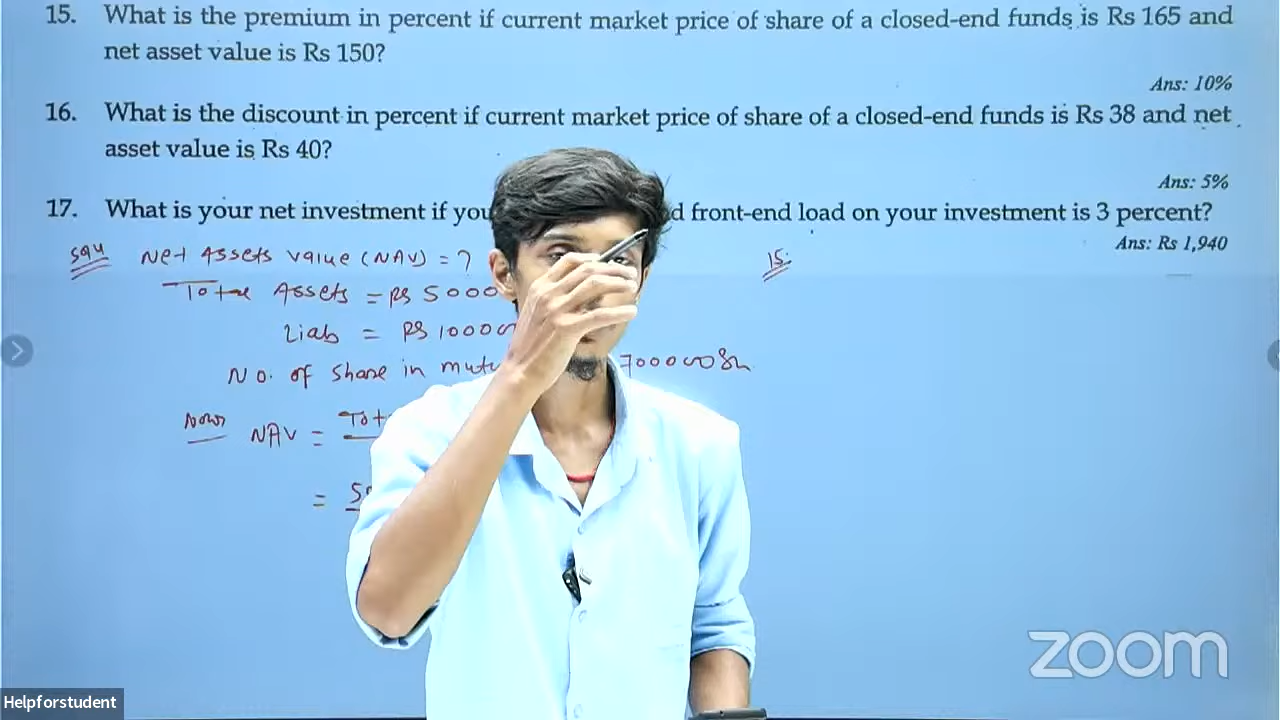 15. What is the premium in percent if current market price of share of a closed-end funds is Rs 165 and
net asset value is Rs 150?
Ans: 10%
16. What is the discount in percent if current market price of share of a closed-end funds is Rs 38 and net
asset value is Rs 40?
Ans: 5%
17. What is your net investment if you d front-end load on your investment is 3 percent?
Ans: Rs 1,940
Net Assets value (NAV) = ?
15.
Total Assets = RS 5000
Liab = RS 10000
No. of share in mutu 70000
Now NAV = Tot
=
zoom
Helpforstudent